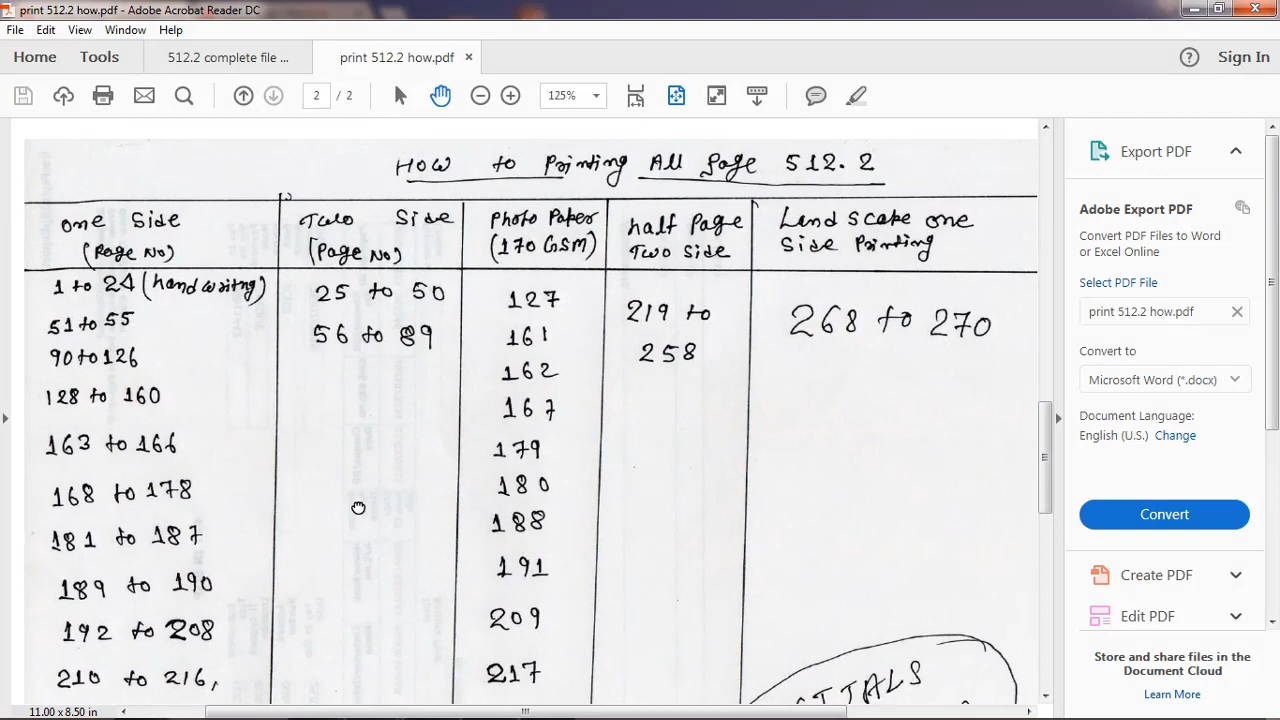 print 512.2 how.pdf - Adobe Acrobat Reader DC
File Edit View Window Help
Home Tools 512.2 complete file ... print 512.2 how.pdf × Sign In
2 / 2 125%
How to Printing All Page 512.2
One Side (Page No)
Two Side (Page No)
Photo Paper (170 GSM)
Half Page Two Side
Land scape one Side Printing
1 to 24 (hand waitng)
51 to 55
90 to 126
128 to 160
163 to 166
168 to 178
181 to 187
189 to 190
192 to 208
210 to 216,
25 to 50
56 to 89
127
161
162
167
179
180
188
191
209
217
219 to
258
268 to 270
11.00 x 8.50 in
Export PDF
Adobe Export PDF
Convert PDF Files to Word
or Excel Online
Select PDF File
print 512.2 how.pdf ×
Convert to
Microsoft Word (*.docx)
Document Language:
English (U.S.) Change
Convert
Create PDF
Edit PDF
Store and share files in the
Document Cloud
Learn More